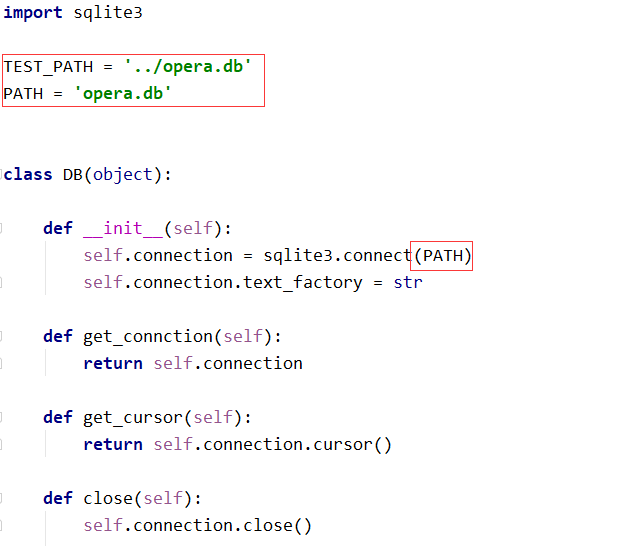 import sqlite3
TEST_PATH = '../opera.db'
PATH = 'opera.db'
class DB(object):
def __init__(self):
self.connection = sqlite3.connect(PATH)
self.connection.text_factory = str
def get_connction(self):
return self.connection
def get_cursor(self):
return self.connection.cursor()
def close(self):
self.connection.close()